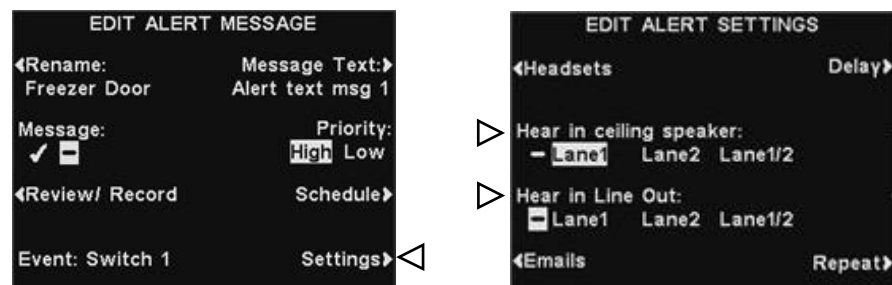 EDIT ALERT MESSAGE
◀Rename: Message Text:▶
Freezer Door Alert text msg 1
Message: Priority:
✓ – High Low
◀Review/ Record Schedule▶
Event: Switch 1 Settings▶
EDIT ALERT SETTINGS
◀Headsets Delay▶
Hear in ceiling speaker:
– Lane1 Lane2 Lane1/2
Hear in Line Out:
– Lane1 Lane2 Lane1/2
◀Emails Repeat▶